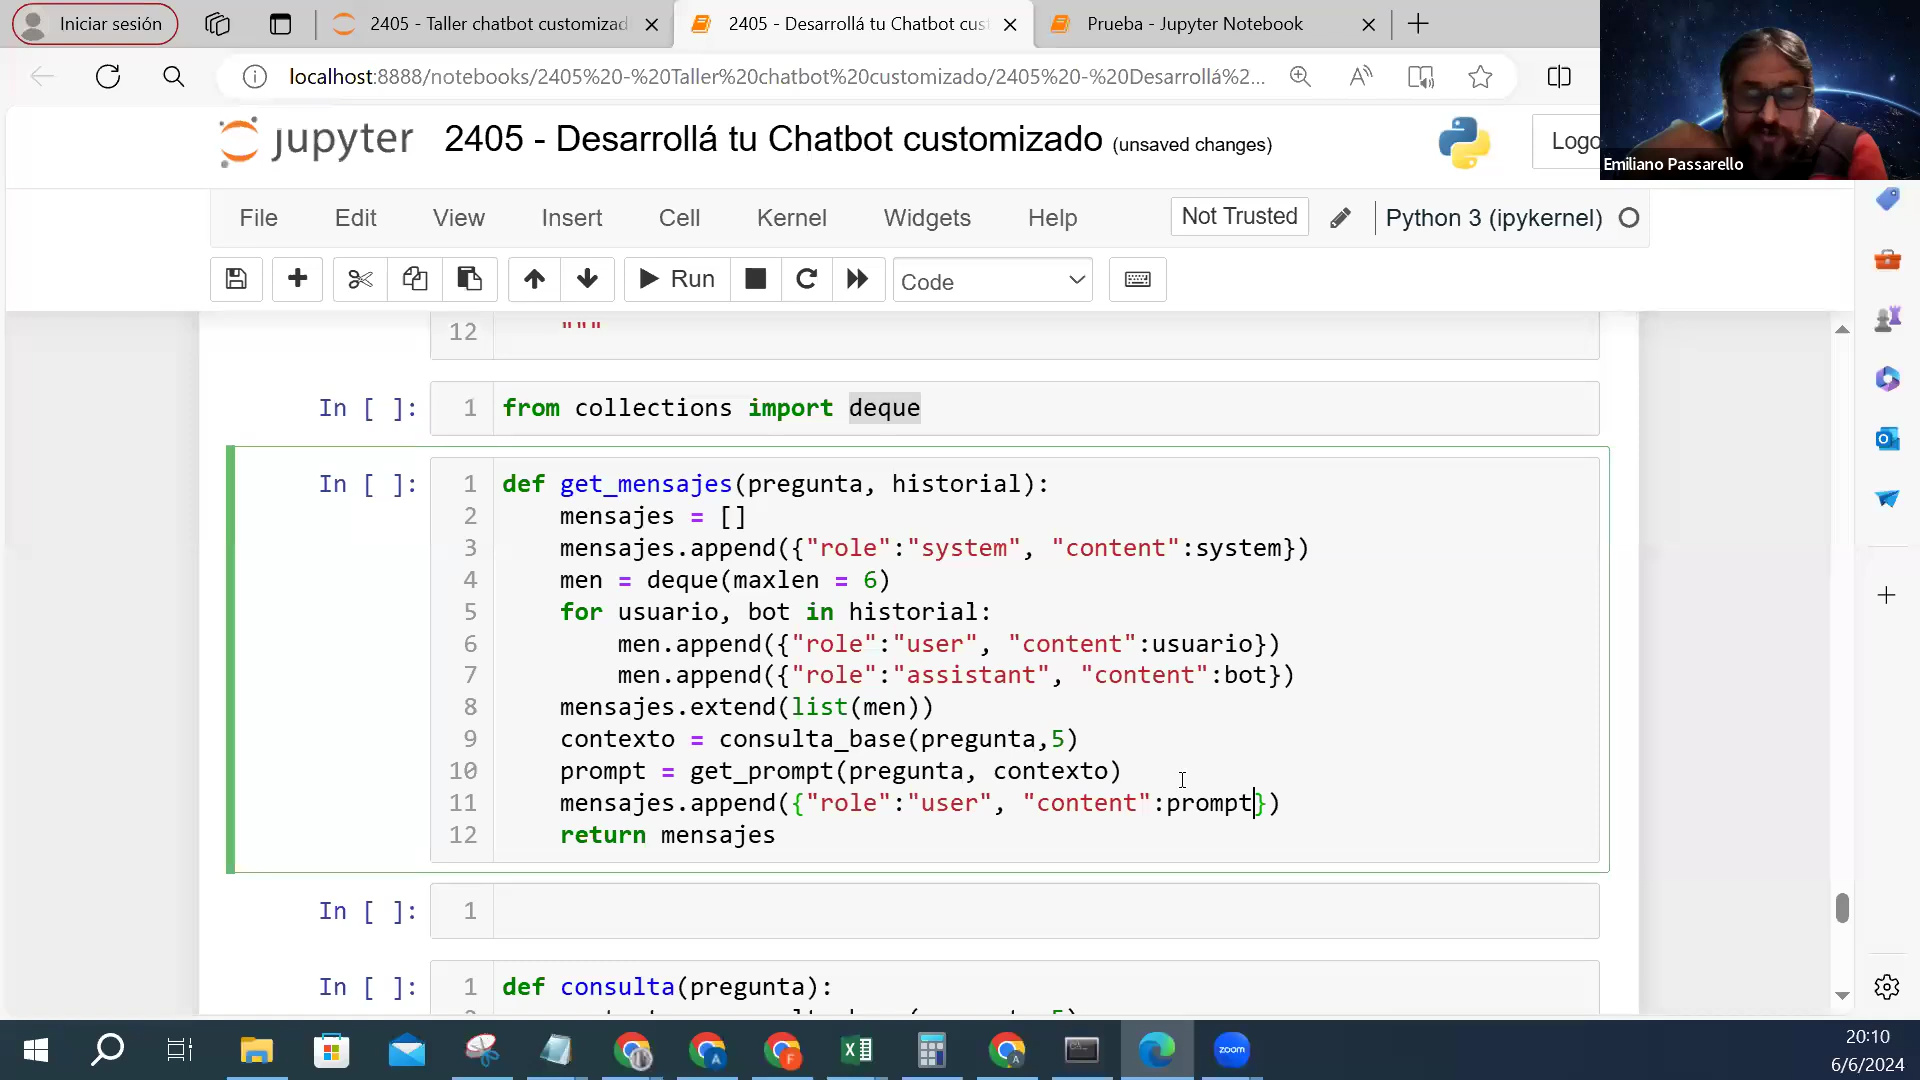 Iniciar sesión
2405 - Taller chatbot customizad
2405 - Desarrollá tu Chatbot cus
Prueba - Jupyter Notebook
localhost:8888/notebooks/2405%20-%20Taller%20chatbot%20customizado/2405%20-%20Desarrollá%2...
Emiliano Passarello
jupyter 2405 - Desarrollá tu Chatbot customizado (unsaved changes)
Logo
File Edit View Insert Cell Kernel Widgets Help Not Trusted Python 3 (ipykernel)
Run Code
12 """
In [ ]: 1 from collections import deque
In [ ]: 1 def get_mensajes(pregunta, historial):
2 mensajes = []
3 mensajes.append({"role":"system", "content":system})
4 men = deque(maxlen = 6)
5 for usuario, bot in historial:
6 men.append({"role":"user", "content":usuario})
7 men.append({"role":"assistant", "content":bot})
8 mensajes.extend(list(men))
9 contexto = consulta_base(pregunta,5)
10 prompt = get_prompt(pregunta, contexto)
11 mensajes.append({"role":"user", "content":prompt})
12 return mensajes
In [ ]: 1
In [ ]: 1 def consulta(pregunta):
zoom
20:10
6/6/2024